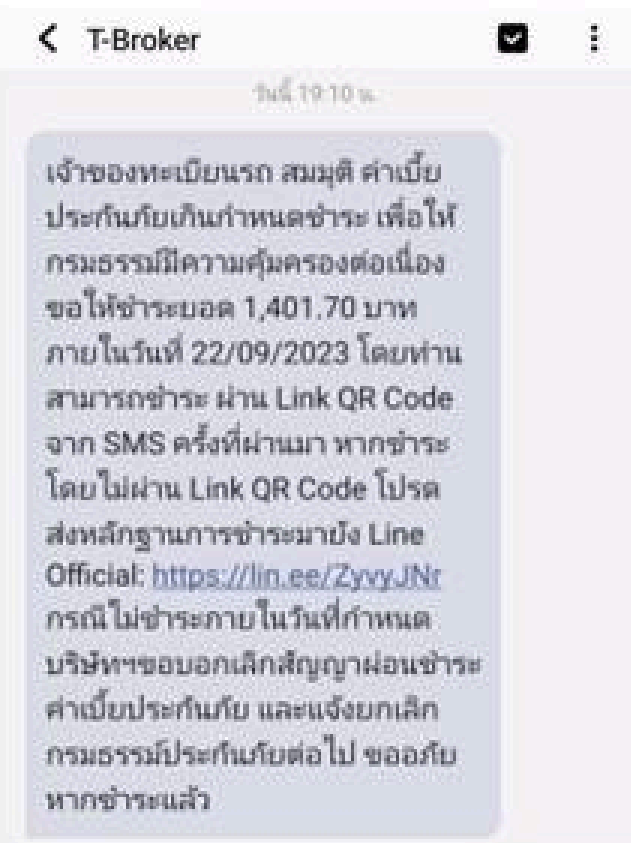 T-Broker
วันนี้ 19:10 น.
เจ้าของทะเบียนรถ สมมุติ ค่าเบี้ย
ประกันภัยเกินกำหนดชำระ เพื่อให้
กรมธรรม์มีความคุ้มครองต่อเนื่อง
ขอให้ชำระยอด 1,401.70 บาท
ภายในวันที่ 22/09/2023 โดยท่าน
สามารถชำระ ผ่าน Link QR Code
จาก SMS ครั้งที่ผ่านมา หากชำระ
โดยไม่ผ่าน Link QR Code โปรด
ส่งหลักฐานการชำระมายัง Line
Official: https://lin.ee/ZyvyJNr
กรณีไม่ชำระภายในวันที่กำหนด
บริษัทฯขอบอกเลิกสัญญาผ่อนชำระ
ค่าเบี้ยประกันภัย และแจ้งยกเลิก
กรมธรรม์ประกันภัยต่อไป ขออภัย
หากชำระแล้ว